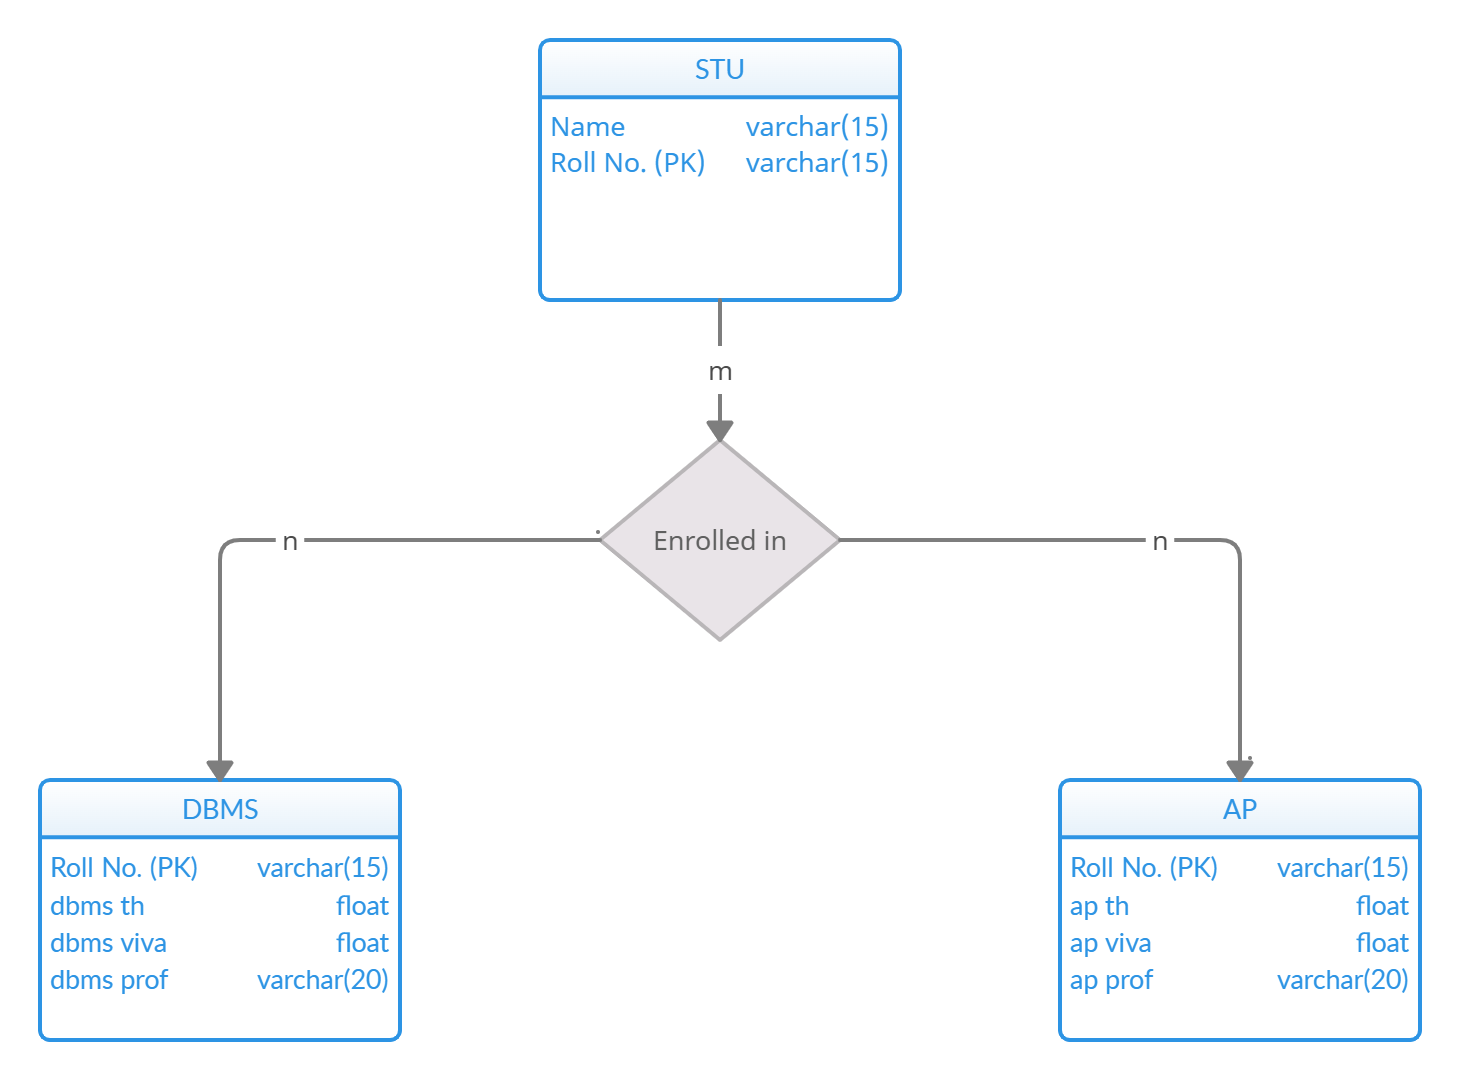 STU
Name varchar(15)
Roll No. (PK) varchar(15)
m
Enrolled in
n
n
DBMS
Roll No. (PK) varchar(15)
dbms th float
dbms viva float
dbms prof varchar(20)
AP
Roll No. (PK) varchar(15)
ap th float
ap viva float
ap prof varchar(20)